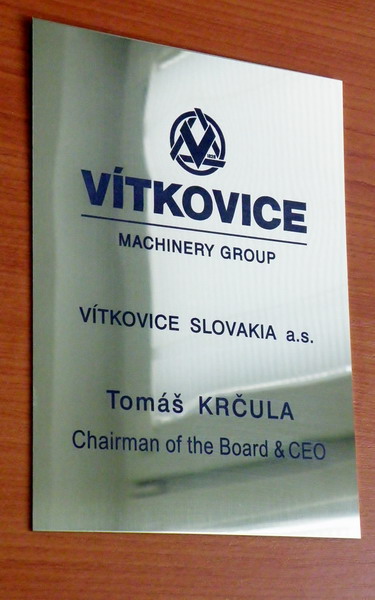 VÍTKOVICE
MACHINERY GROUP
VÍTKOVICE SLOVAKIA a.s.
Tomáš KRČULA
Chairman of the Board & CEO